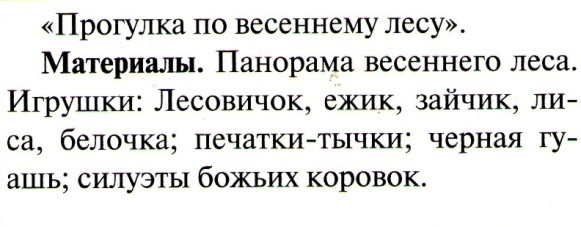 «Прогулка по весеннему лесу».
Материалы. Панорама весеннего леса.
Игрушки: Лесовичок, ежик, зайчик, ли-
са, белочка; печатки-тычки; черная гу-
ашь; силуэты божьих коровок.